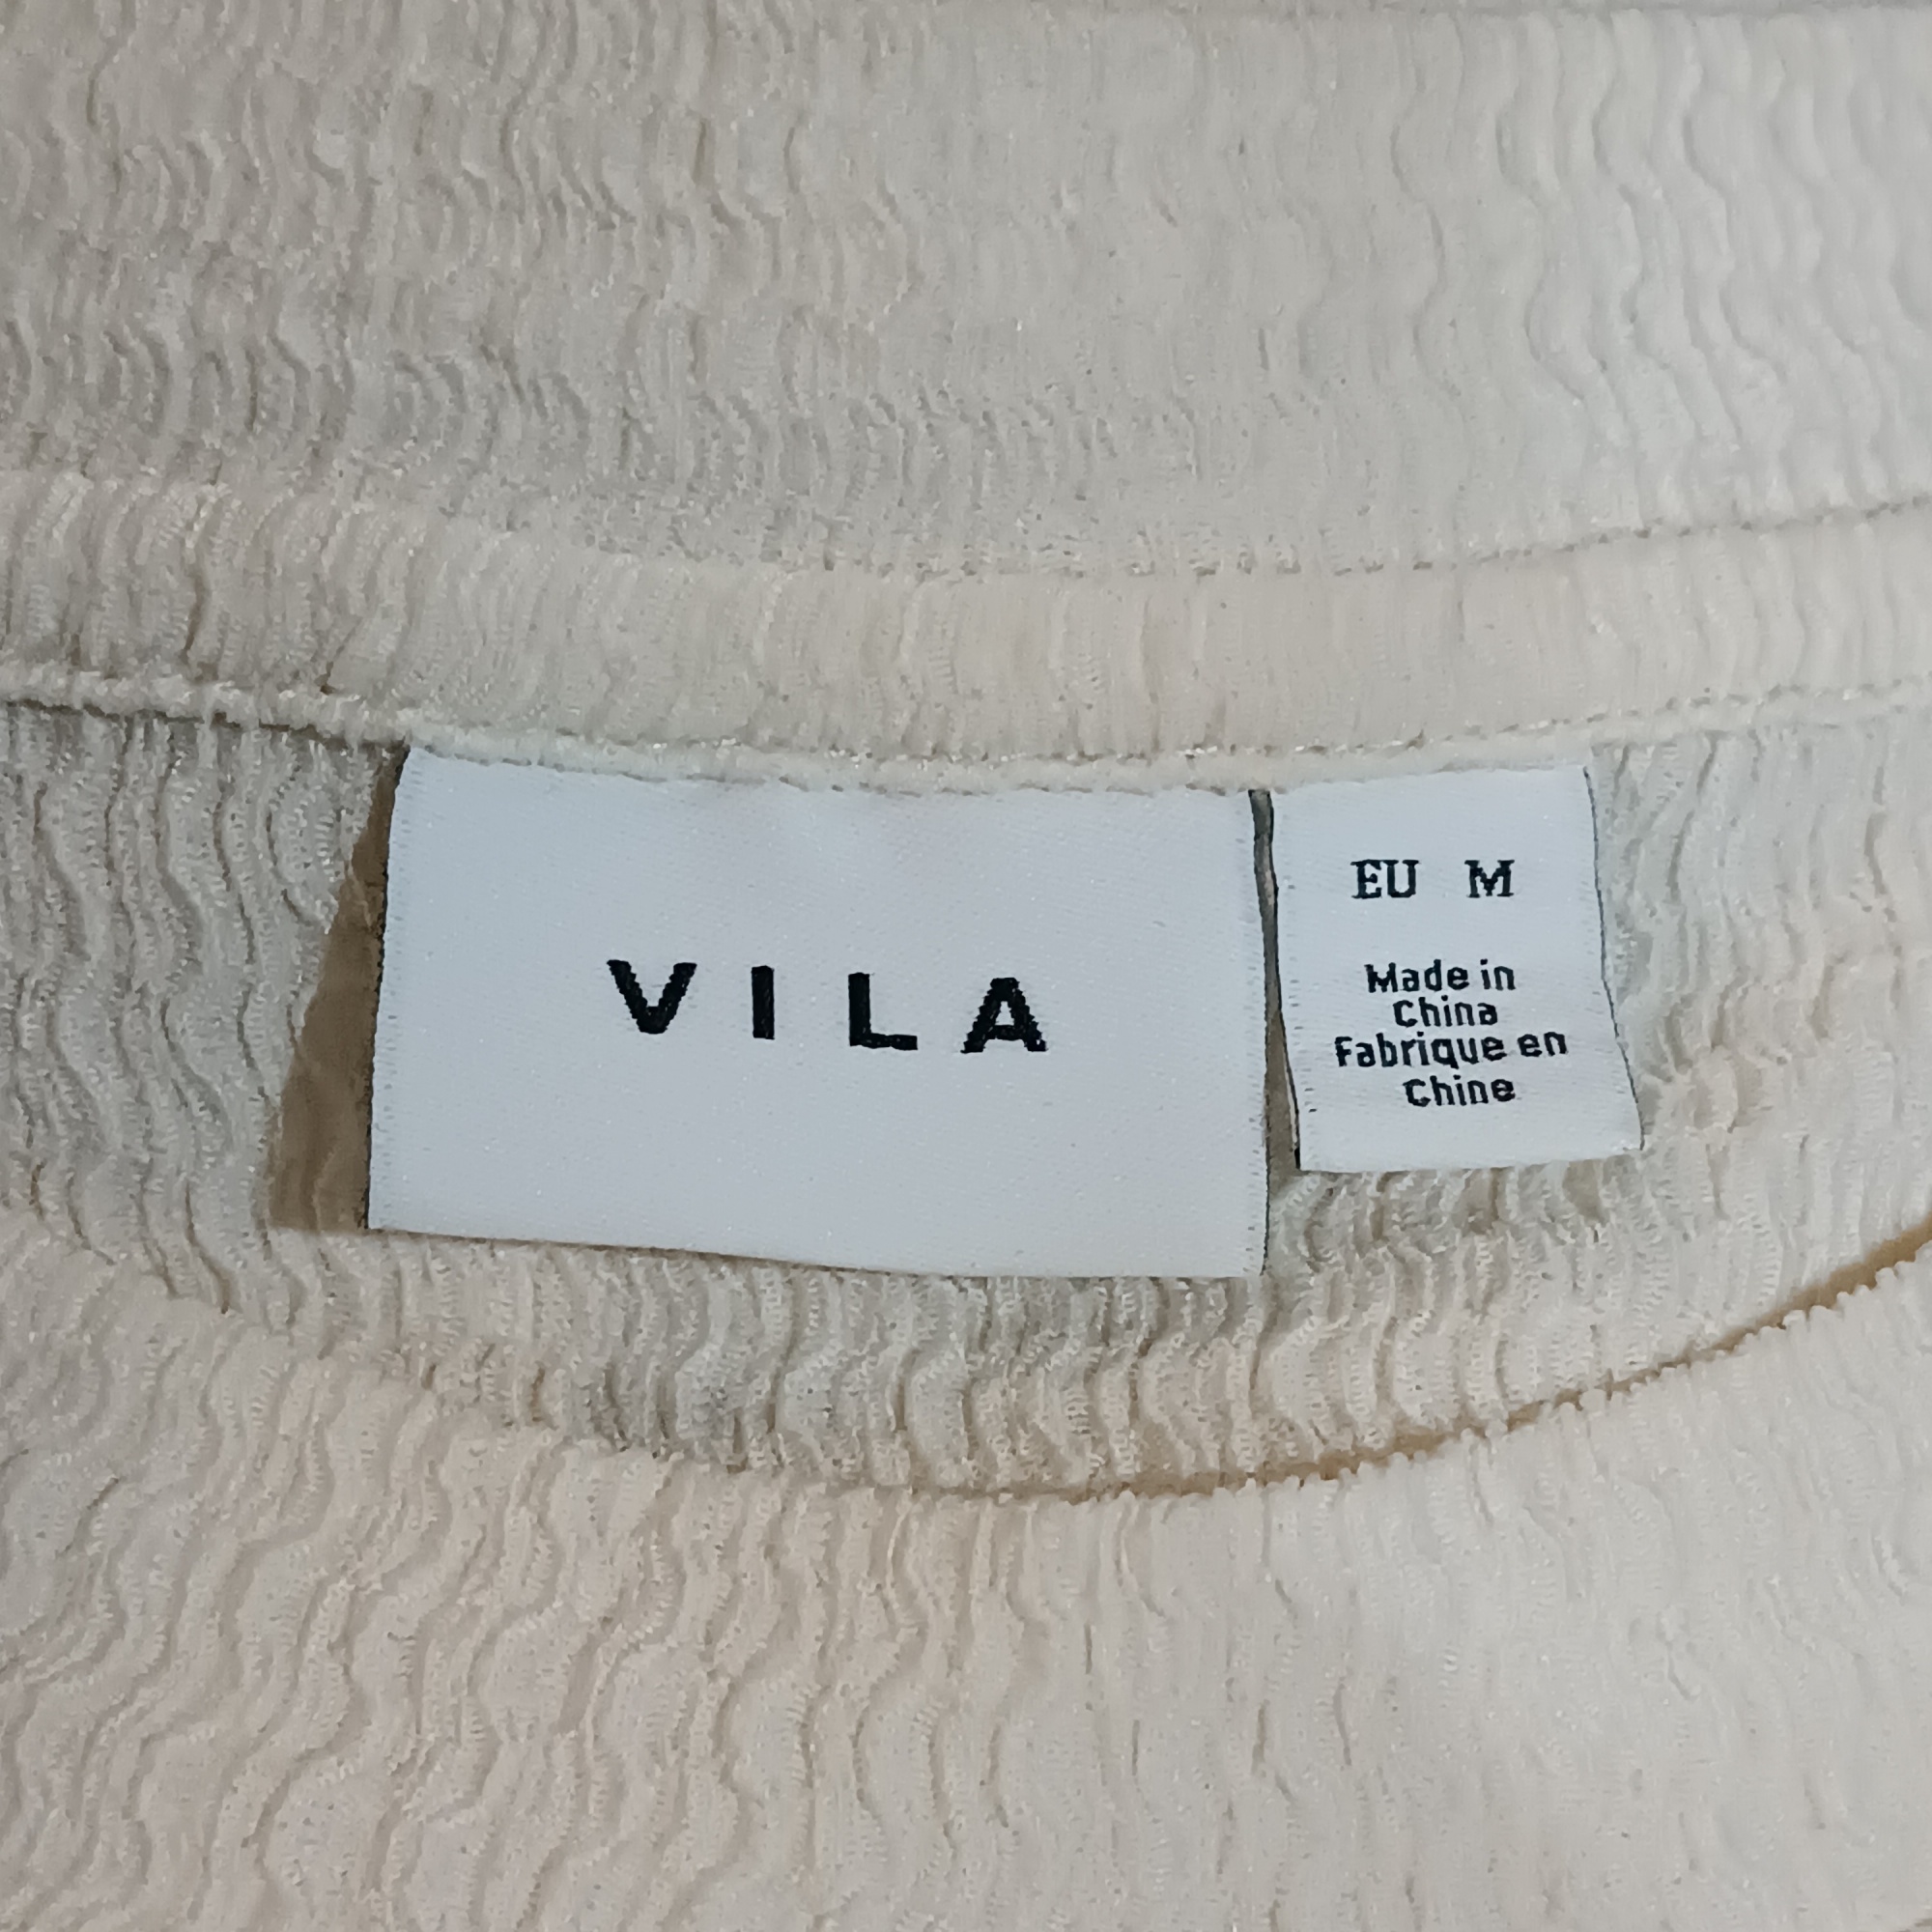 VILA
EU M
Made in
China
Fabrique en
Chine